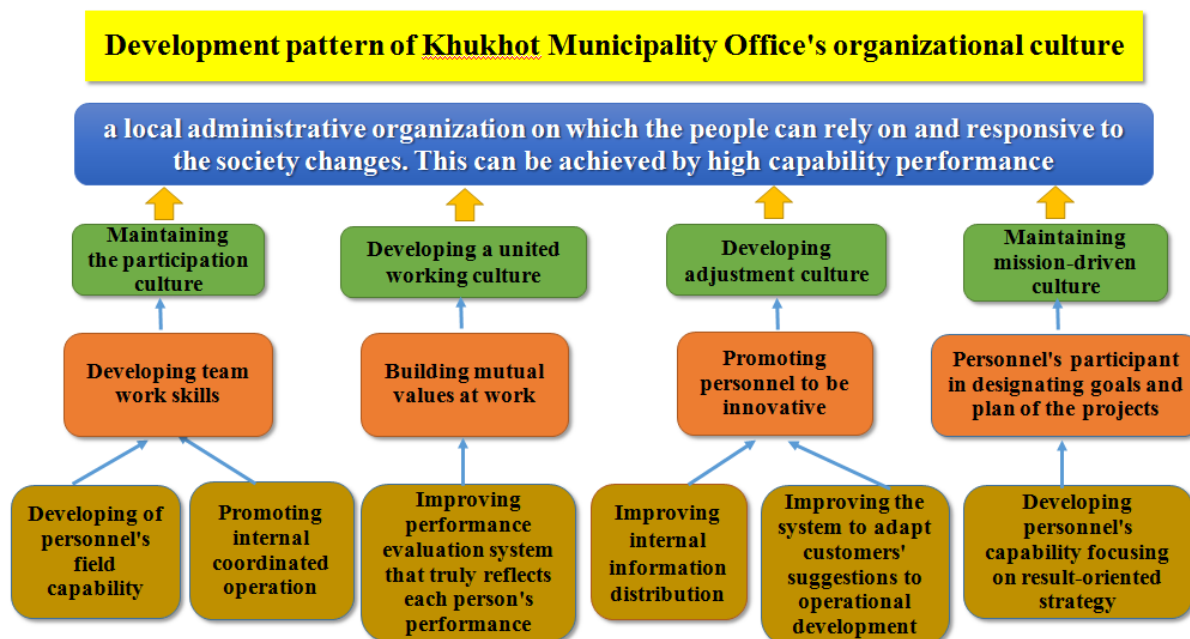 Development pattern of Khukhot Municipality Office's organizational culture
a local administrative organization on which the people can rely on and responsive to
the society changes. This can be achieved by high capability performance
Maintaining
the participation
culture
Developing a united
working culture
Developing
adjustment culture
Maintaining
mission-driven
culture
Developing team
work skills
Building mutual
values at work
Promoting
personnel to be
innovative
Personnel's participant
in designating goals and
plan of the projects
Developing of
personnel's
field
capability
Promoting
internal
coordinated
operation
Improving
performance
evaluation system
that truly reflects
each person's
performance
Improving
internal
information
distribution
Improving the
system to adapt
customers'
suggestions to
operational
development
Developing
personnel's
capability focusing
on result-oriented
strategy